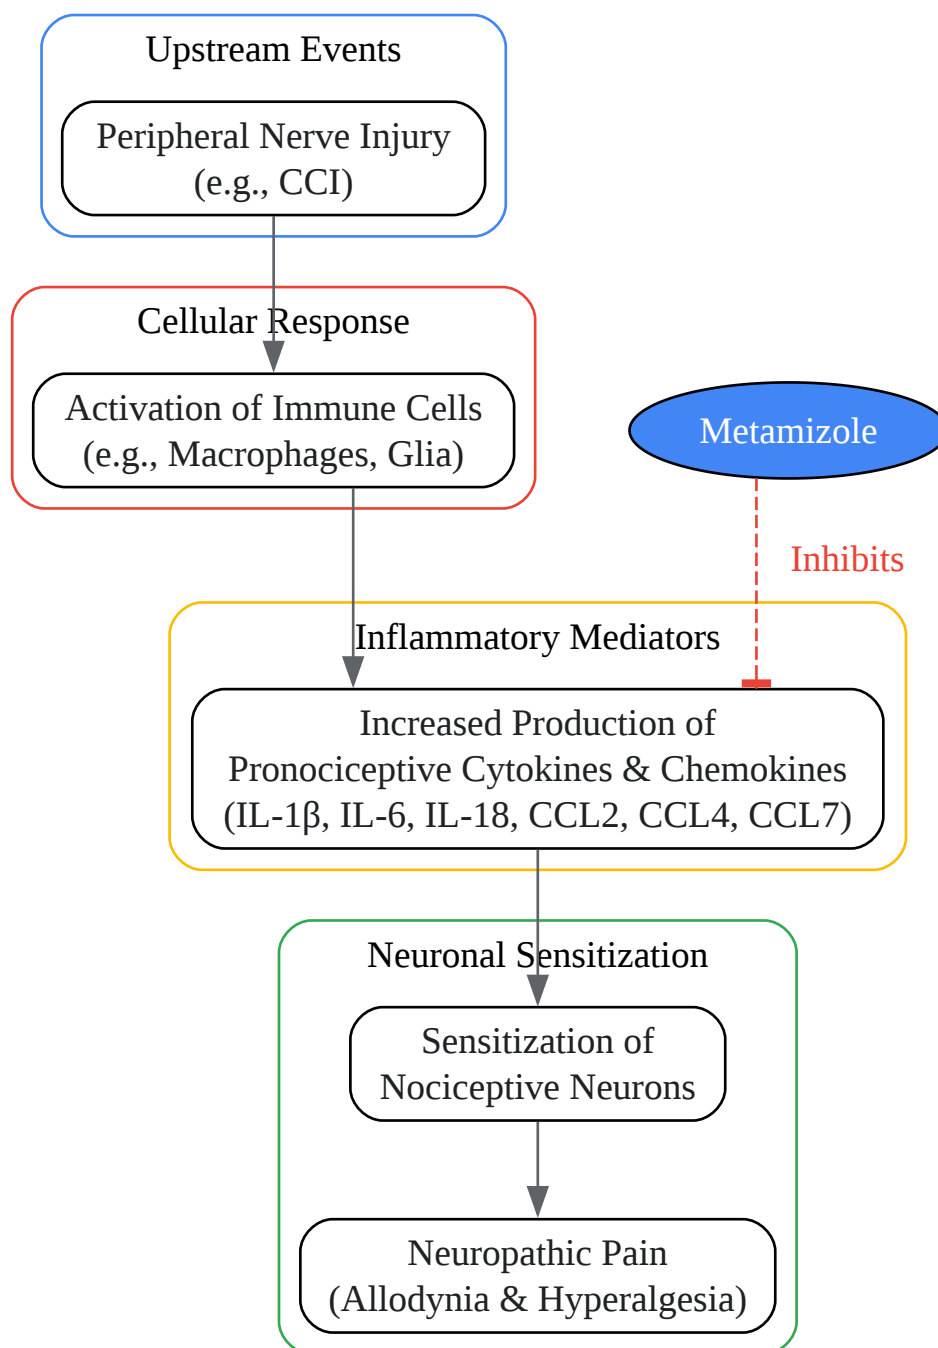 Upstream Events
Peripheral Nerve Injury
(e.g., CCI)
Cellular Response
Activation of Immune Cells
(e.g., Macrophages, Glia)
Metamizole
Inhibits
Inflammatory Mediators
Increased Production of
Pronociceptive Cytokines & Chemokines
(IL-1β, IL-6, IL-18, CCL2, CCL4, CCL7)
Neuronal Sensitization
Sensitization of
Nociceptive Neurons
Neuropathic Pain
(Allodynia & Hyperalgesia)